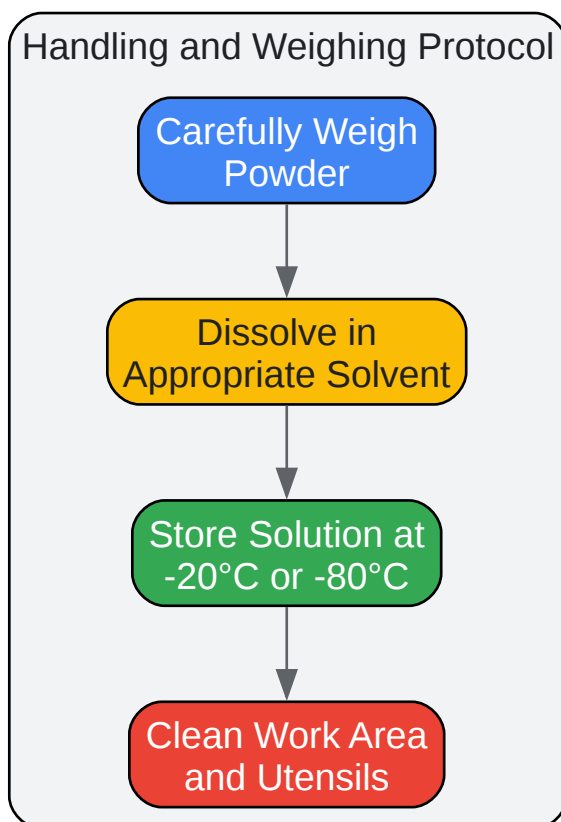 Handling and Weighing Protocol
Carefully Weigh
Powder
Dissolve in
Appropriate Solvent
Store Solution at
-20°C or -80°C
Clean Work Area
and Utensils